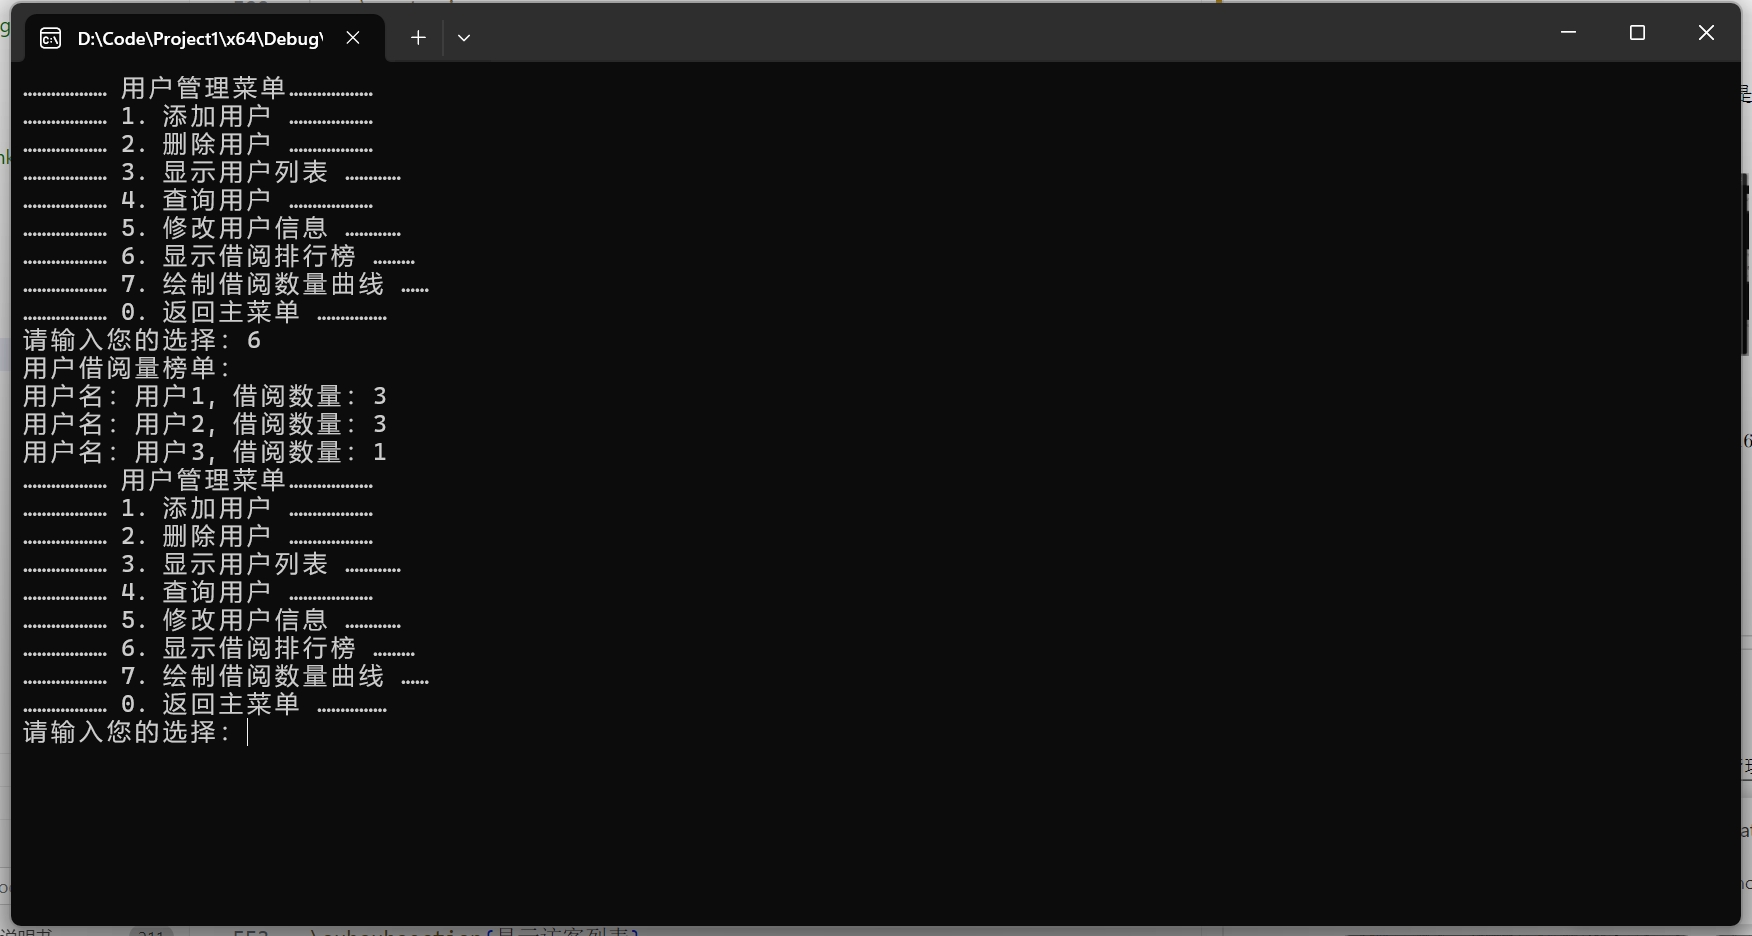 D:\Code\Project1\x64\Debug\
……………… 用户管理菜单………………
……………… 1. 添加用户 ………………
……………… 2. 删除用户 ………………
……………… 3. 显示用户列表 …………
……………… 4. 查询用户 ………………
……………… 5. 修改用户信息 …………
……………… 6. 显示借阅排行榜 ………
……………… 7. 绘制借阅数量曲线 ……
……………… 0. 返回主菜单 ……………
请输入您的选择: 6
用户借阅量榜单:
用户名: 用户1, 借阅数量: 3
用户名: 用户2, 借阅数量: 3
用户名: 用户3, 借阅数量: 1
……………… 用户管理菜单………………
……………… 1. 添加用户 ………………
……………… 2. 删除用户 ………………
……………… 3. 显示用户列表 …………
……………… 4. 查询用户 ………………
……………… 5. 修改用户信息 …………
……………… 6. 显示借阅排行榜 ………
……………… 7. 绘制借阅数量曲线 ……
……………… 0. 返回主菜单 ……………
请输入您的选择: